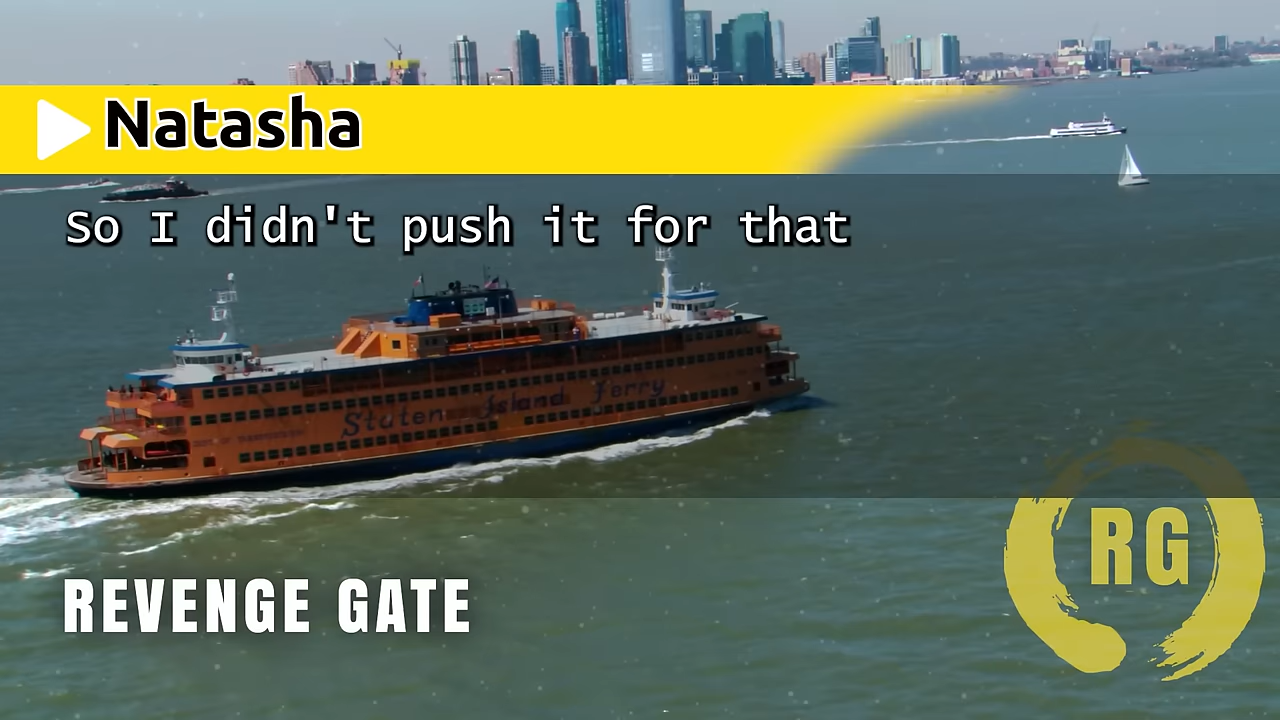 Natasha
So I didn't push it for that
Staten Island Ferry
RG
REVENGE GATE